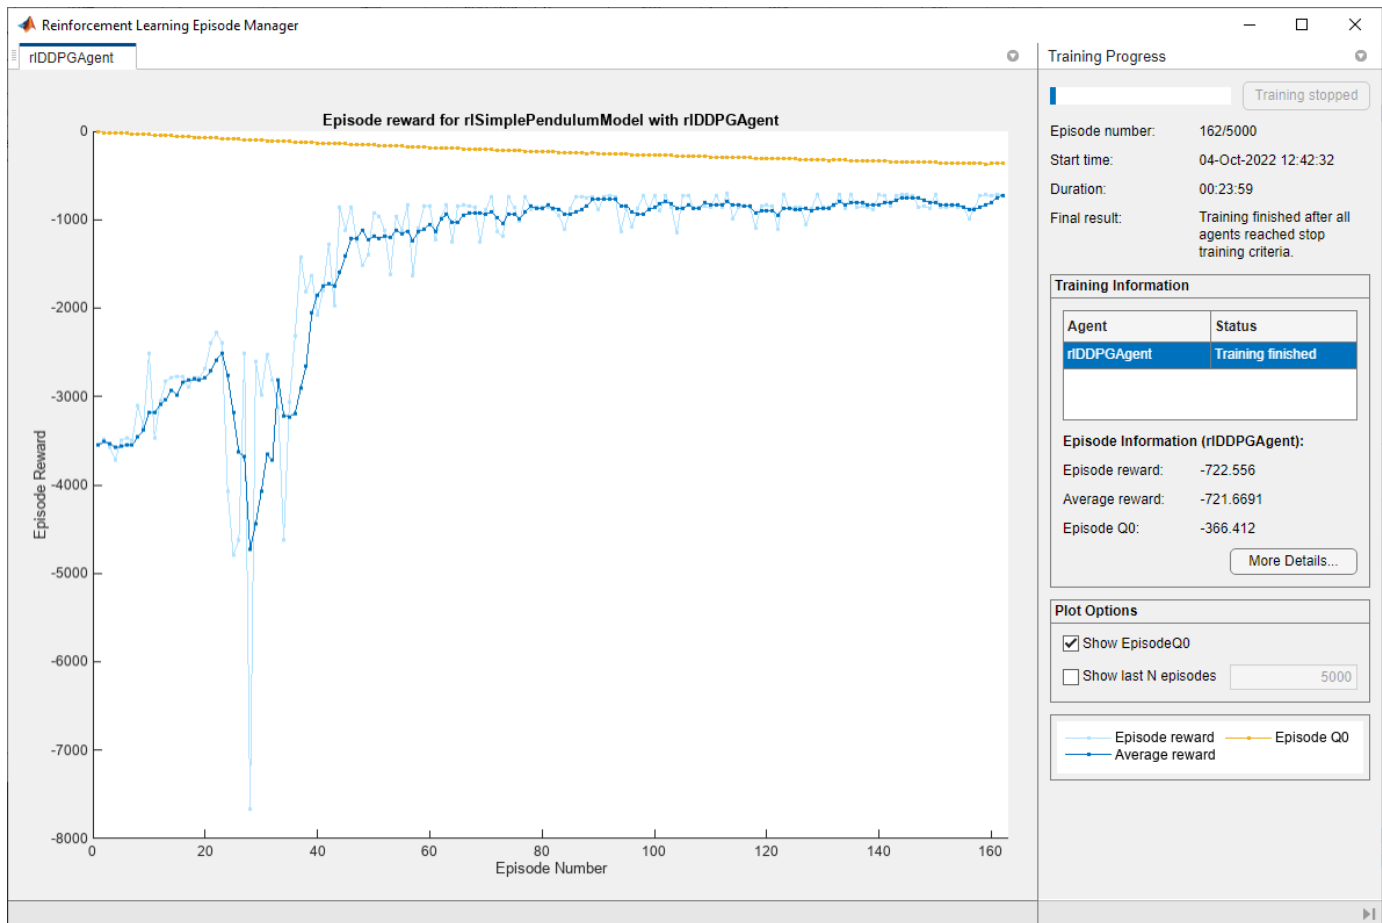 Reinforcement Learning Episode Manager
rlDDPGAgent
Episode reward for rlSimplePendulumModel with rlDDPGAgent
0
-1000
-2000
-3000
-4000
-5000
-6000
-7000
-8000
Episode Reward
0 20 40 60 80 100 120 140 160
Episode Number
Training Progress
Training stopped
Episode number: 162/5000
Start time: 04-Oct-2022 12:42:32
Duration: 00:23:59
Final result: Training finished after all
agents reached stop
training criteria.
Training Information
Agent Status
rlDDPGAgent Training finished
Episode Information (rlDDPGAgent):
Episode reward: -722.556
Average reward: -721.6691
Episode Q0: -366.412
More Details...
Plot Options
Show EpisodeQ0
Show last N episodes 5000
Episode reward Episode Q0
Average reward